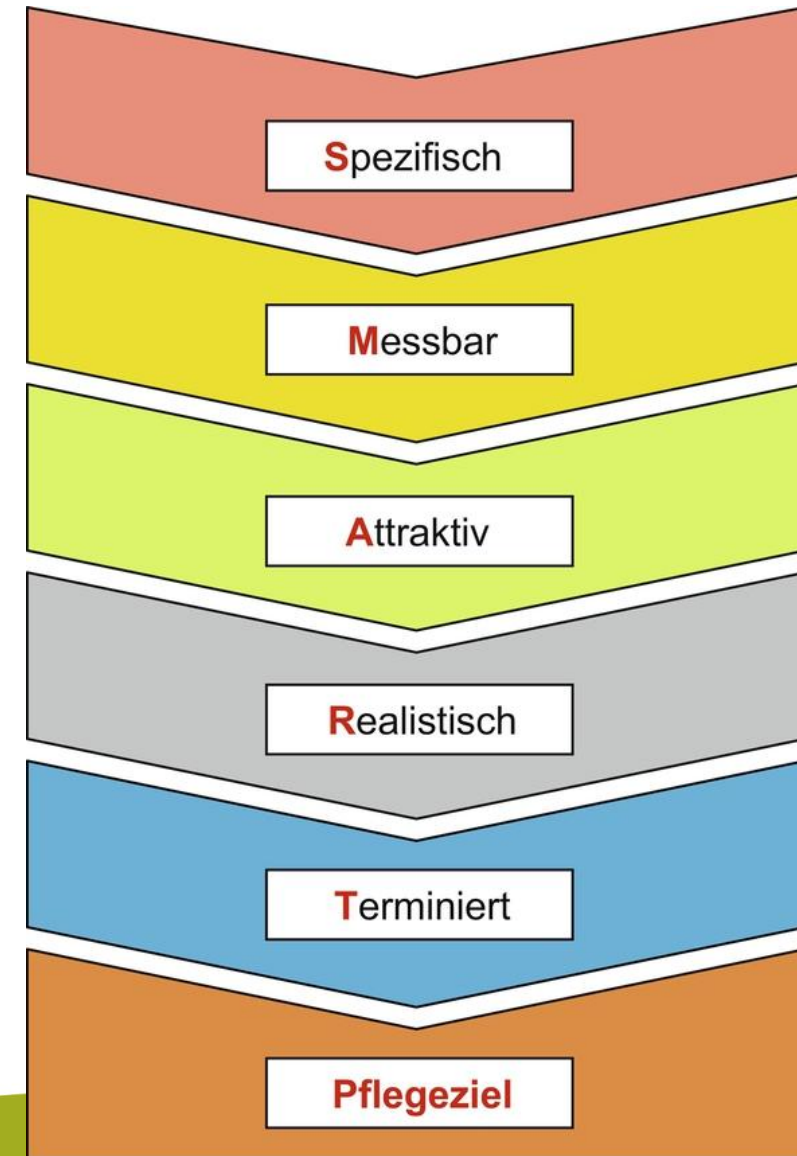 Spezifisch
Messbar
Attraktiv
Realistisch
Terminiert
Pflegeziel